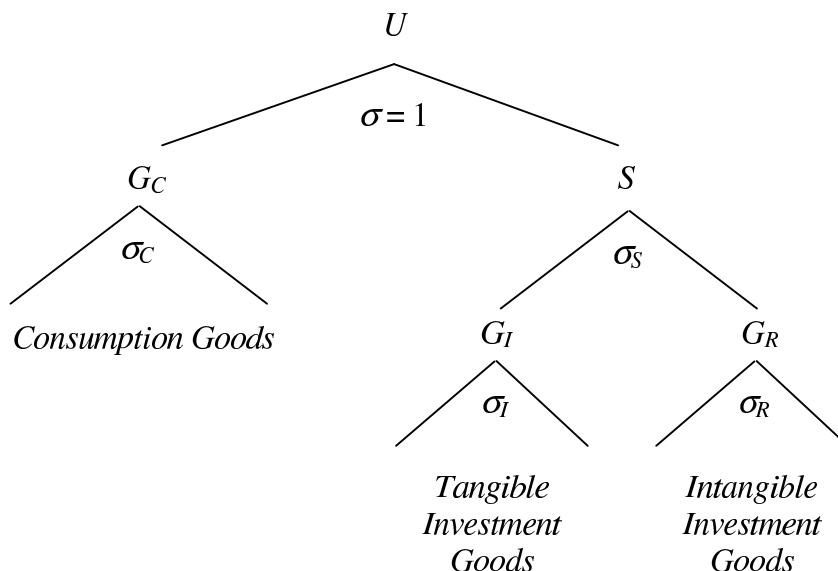 U
σ = 1
G_C S
σ_C σ_S
Consumption Goods
G_I G_R
σ_I σ_R
Tangible
Investment
Goods
Intangible
Investment
Goods